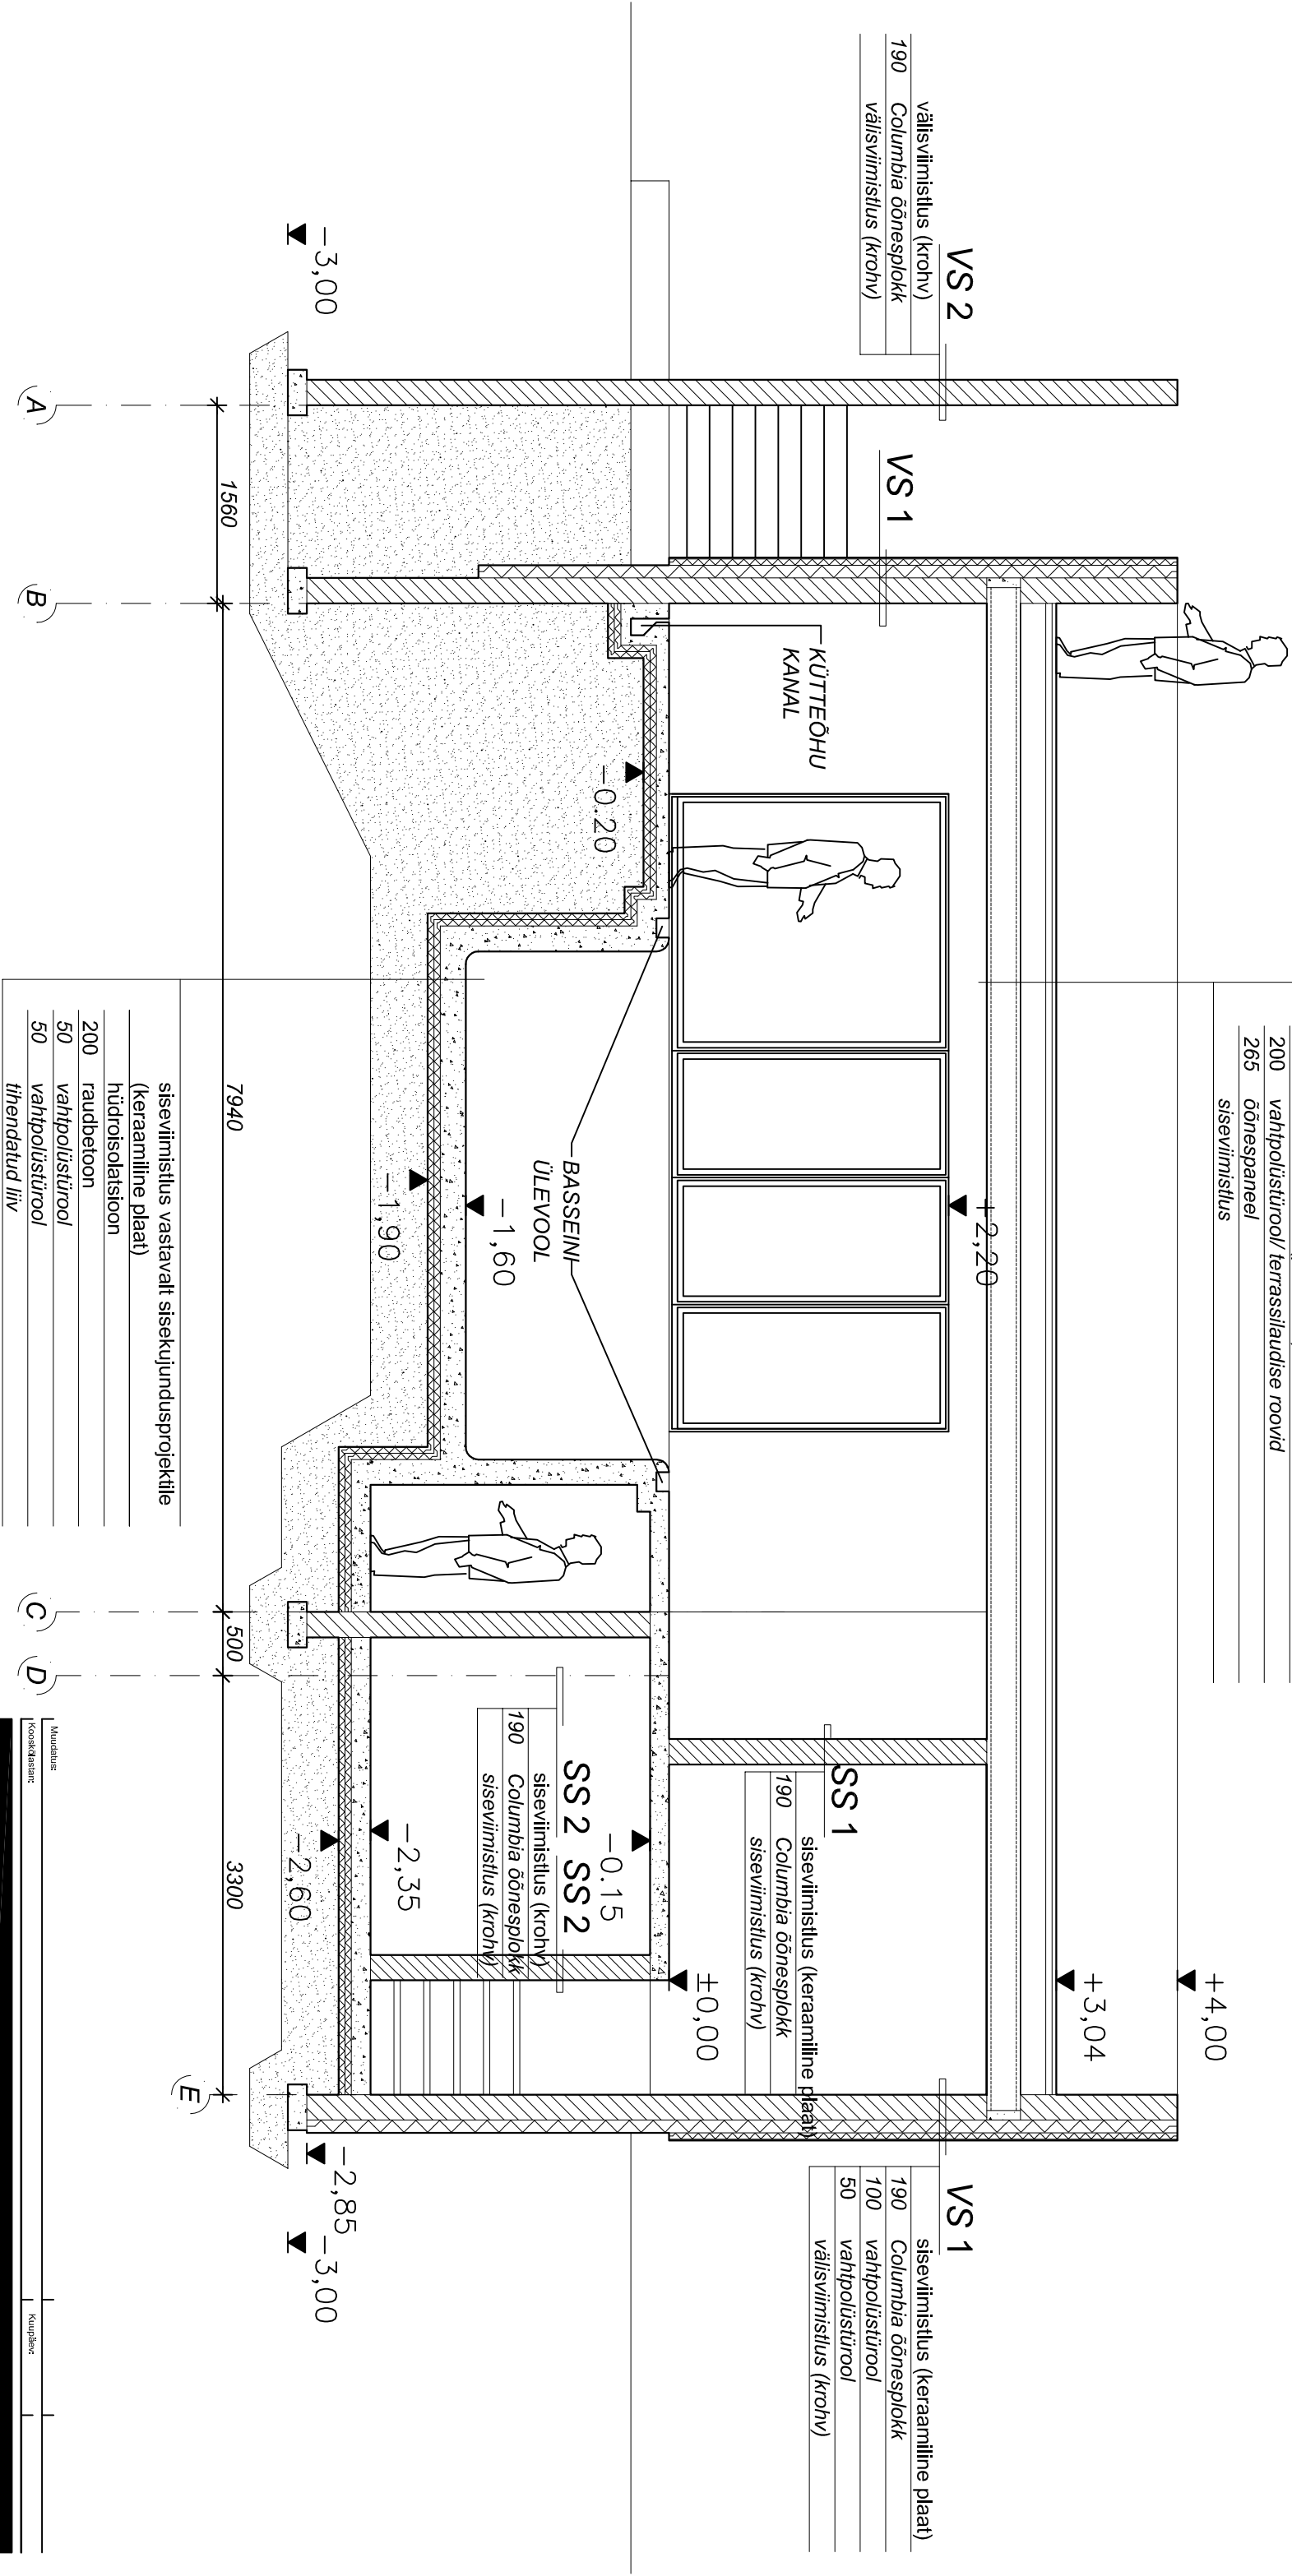 200 vahtpolüstürool/ terrassilaudise roovid
265 õõnespaneel
siseviimistlus
VS 2
välisviimistlus (krohv)
190 Columbia õõnesplokk
välisviimistlus (krohv)
VS 1
KÜTTEÕHU
KANAL
+4,00
+3,04
+2,20
±0,00
SS 1
siseviimistlus (keraamiline plaat)
190 Columbia õõnesplokk
siseviimistlus (krohv)
VS 1
siseviimistlus (keraamiline plaat)
190 Columbia õõnesplokk
100 vahtpolüstürool
50 vahtpolüstürool
välisviimistlus (krohv)
-0.20
BASSEINI
ÜLEVOOL
-1,60
-1,90
-0.15
SS 2 SS 2
siseviimistlus (krohv)
190 Columbia õõnesplokk
siseviimistlus (krohv)
-2,35
-2,60
-2,85
-3,00
-3,00
1560
7940
500
3300
A
B
C
D
E
siseviimistlus vastavalt sisekujundusprojektile
(keraamiline plaat)
hüdroisolatsioon
200 raudbetoon
50 vahtpolüstürool
50 vahtpolüstürool
tihendatud liiv
Muudatus:
Kooskõlastan:
Kuupäev: